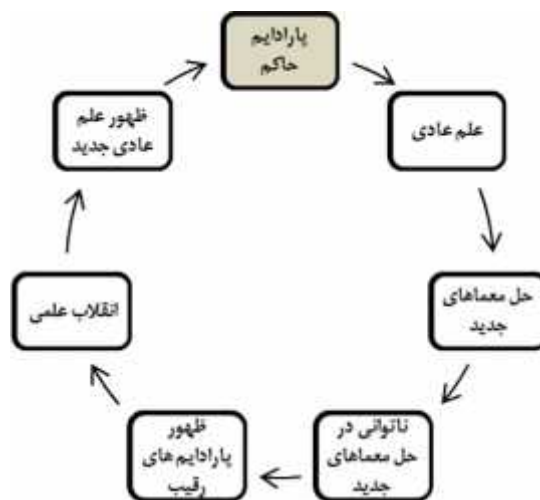 پارادایم
حاکم
علم عادی
حل معماهای
جدید
ناتوانی در
حل معماهای
جدید
ظهور
پارادایم های
رقیب
انقلاب علمی
ظهور علم
عادی جدید